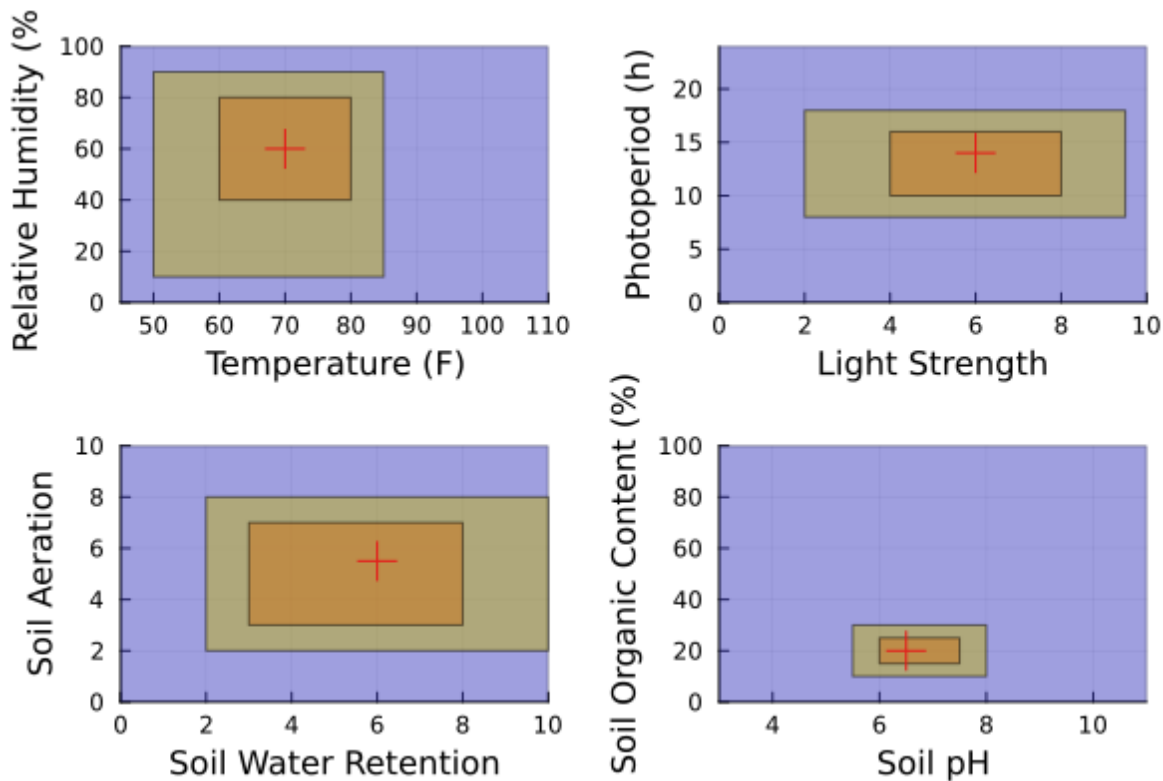 Relative Humidity (%
100
80
60
40
20
0
50 60 70 80 90 100 110
Temperature (F)
Photoperiod (h)
20
15
10
5
0
0 2 4 6 8 10
Light Strength
Soil Aeration
10
8
6
4
2
0
0 2 4 6 8 10
Soil Water Retention
Soil Organic Content (%)
100
80
60
40
20
0
4 6 8 10
Soil pH